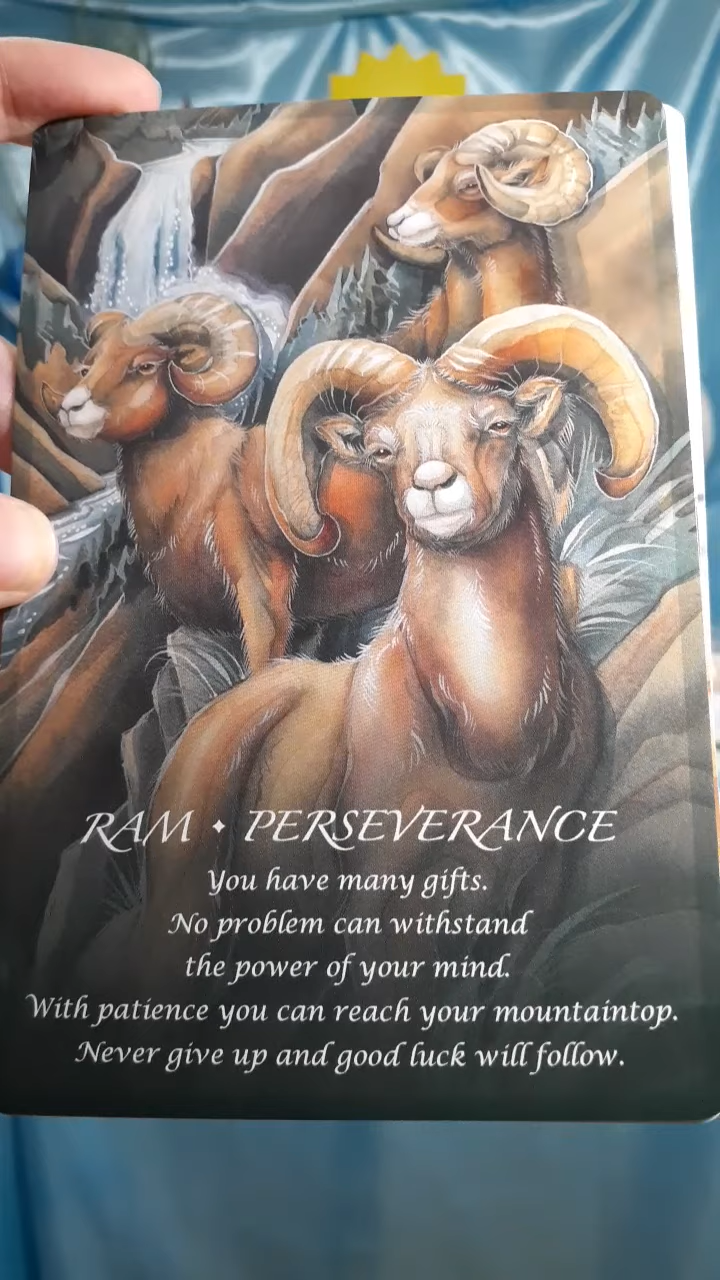 RAM ✦ PERSEVERANCE
You have many gifts.
No problem can withstand
the power of your mind.
With patience you can reach your mountaintop.
Never give up and good luck will follow.